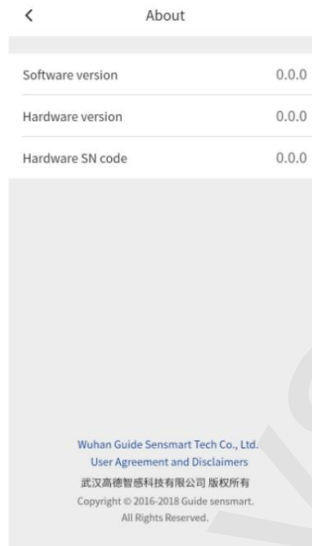 About
Software version 0.0.0
Hardware version 0.0.0
Hardware SN code 0.0.0
Wuhan Guide Sensmart Tech Co., Ltd.
User Agreement and Disclaimers
武汉高德智感科技有限公司 版权所有
Copyright © 2016-2018 Guide sensmart.
All Rights Reserved.